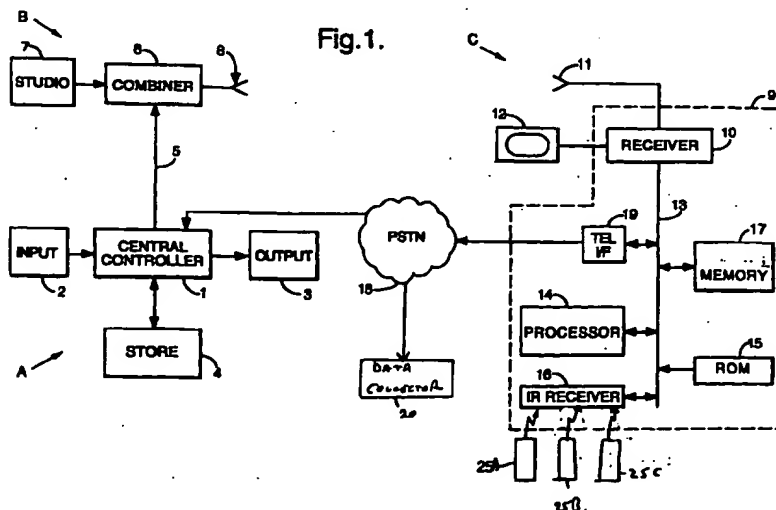 Fig.1.
B
7
STUDIO
6
COMBINER
8
5
INPUT
2
CENTRAL
CONTROLLER
1
OUTPUT
3
STORE
4
A
PSTN
18
DATA
COLLECTOR
20
C
11
12
9
RECEIVER
10
13
19
TEL
I/F
17
MEMORY
14
PROCESSOR
15
ROM
16
IR RECEIVER
25A
25B
25C